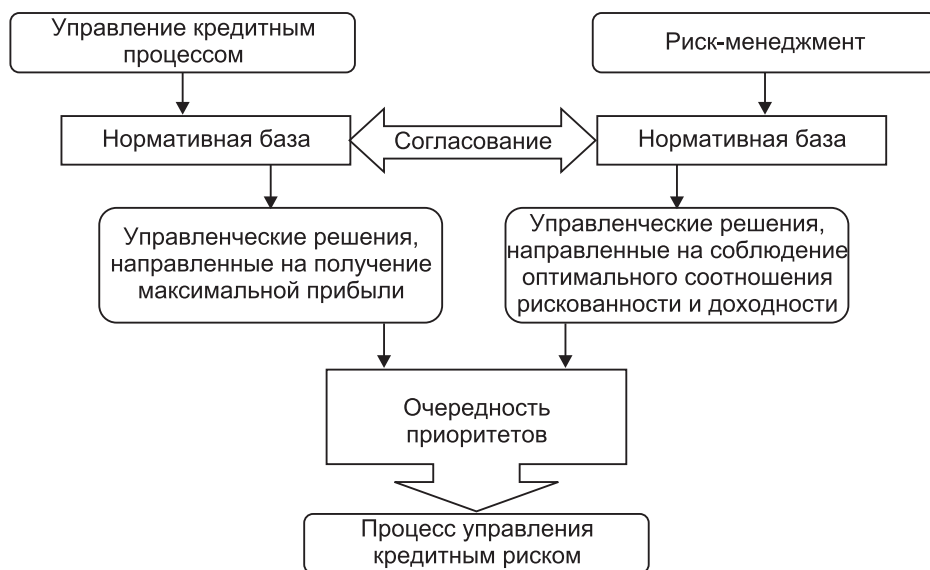 Управление кредитным
процессом
Риск-менеджмент
Нормативная база
Согласование
Нормативная база
Управленческие решения,
направленные на получение
максимальной прибыли
Управленческие решения,
направленные на соблюдение
оптимального соотношения
рискованности и доходности
Очередность
приоритетов
Процесс управления
кредитным риском